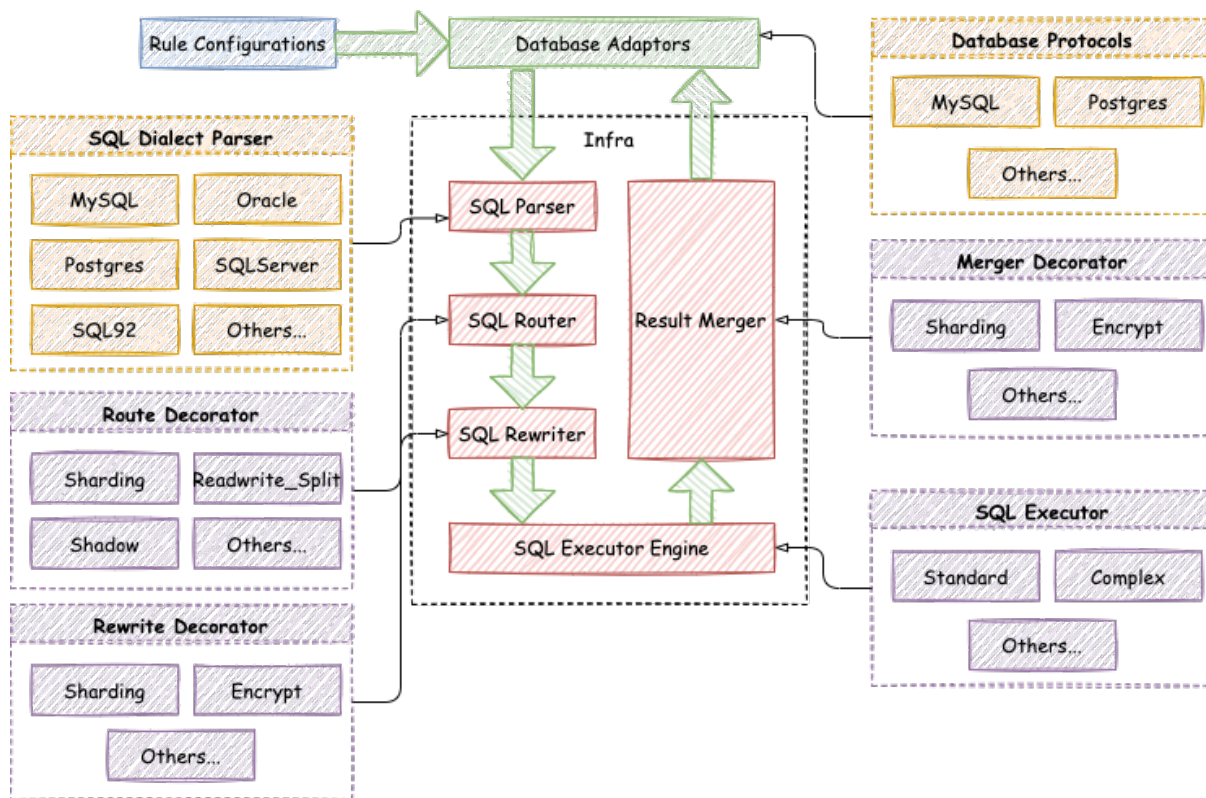 Rule Configurations
Database Adaptors
Database Protocols
MySQL
Postgres
Others...
SQL Dialect Parser
MySQL
Oracle
Postgres
SQLServer
SQL92
Others...
Infra
SQL Parser
SQL Router
SQL Rewriter
Result Merger
SQL Executor Engine
Merger Decorator
Sharding
Encrypt
Others...
Route Decorator
Sharding
Readwrite_Split
Shadow
Others...
SQL Executor
Standard
Complex
Others...
Rewrite Decorator
Sharding
Encrypt
Others...